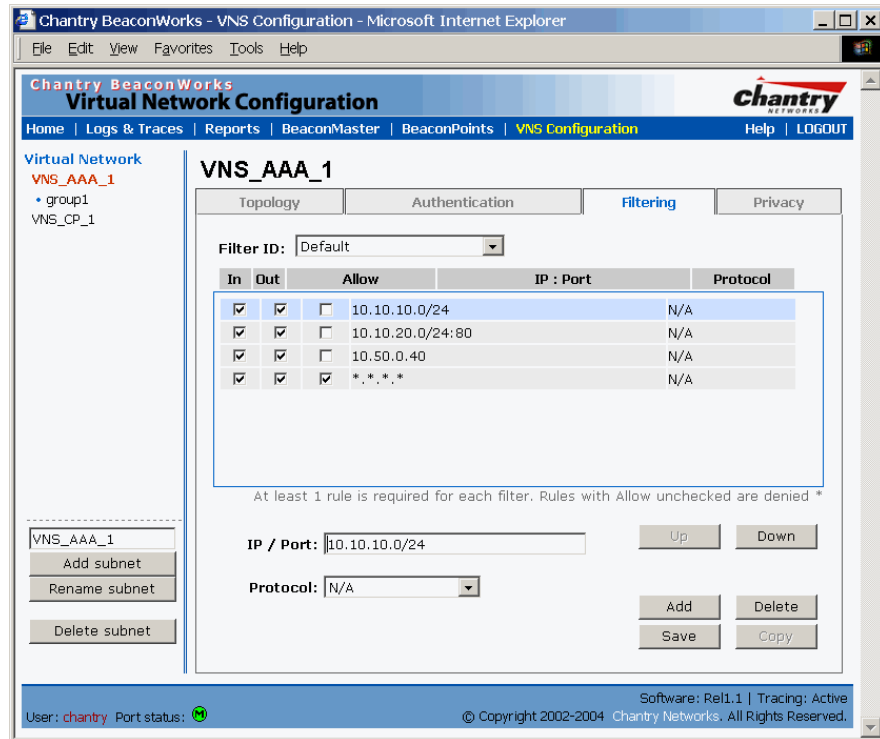 Chantry BeaconWorks - VNS Configuration - Microsoft Internet Explorer
File Edit View Favorites Tools Help
Chantry BeaconWorks
Virtual Network Configuration
Chantry
NETWORKS
Home | Logs & Traces | Reports | BeaconMaster | BeaconPoints | VNS Configuration Help | LOGOUT
Virtual Network
VNS_AAA_1
• group1
VNS_CP_1
VNS_AAA_1
Topology Authentication Filtering Privacy
Filter ID: Default
In Out Allow IP : Port Protocol
10.10.10.0/24 N/A
10.10.20.0/24:80 N/A
10.50.0.40 N/A
*.*.*.* N/A
At least 1 rule is required for each filter. Rules with Allow unchecked are denied *
VNS_AAA_1
Add subnet
Rename subnet
Delete subnet
IP / Port: 10.10.10.0/24
Up Down
Protocol: N/A
Add Delete
Save Copy
Software: Rel1.1 | Tracing: Active
User: chantry Port status: M
© Copyright 2002-2004 Chantry Networks. All Rights Reserved.